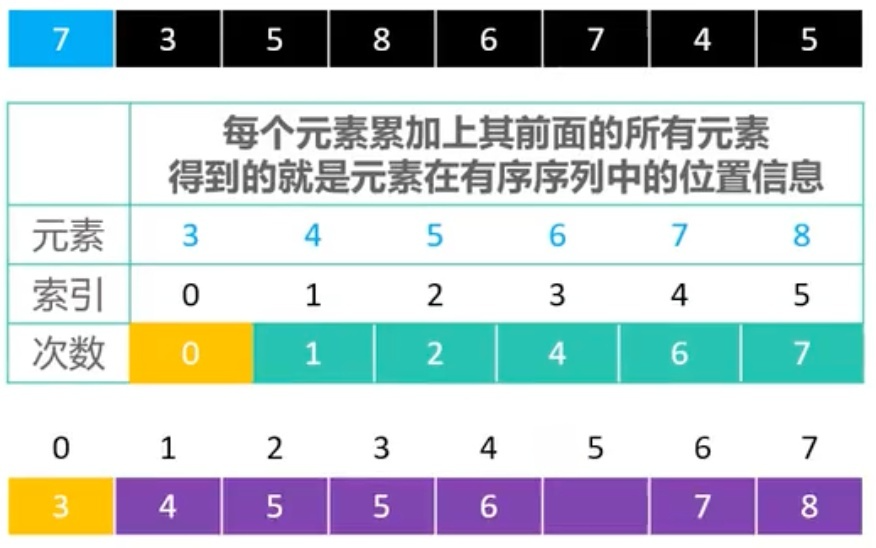 7 3 5 8 6 7 4 5
每个元素累加上其前面的所有元素
得到的就是元素在有序序列中的位置信息
元素 3 4 5 6 7 8
索引 0 1 2 3 4 5
次数 0 1 2 4 6 7
0 1 2 3 4 5 6 7
3 4 5 5 6 7 8